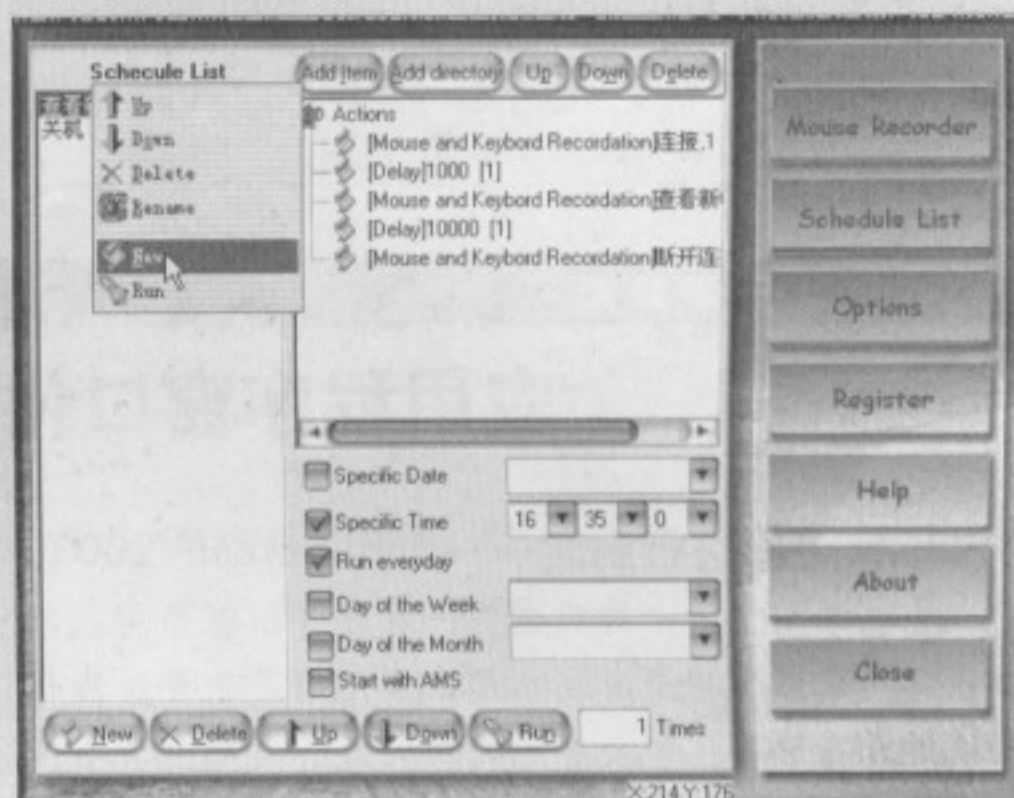 Schecule List
Add Item Add directory Up Down Delete
关机
Up
Down
Delete
Rename
Run
Actions
[Mouse and Keybord Recordation]连接.1
[Delay]1000 [1]
[Mouse and Keybord Recordation]查看新
[Delay]10000 [1]
[Mouse and Keybord Recordation]断开连
Specific Date
Specific Time 16 35 0
Run everyday
Day of the Week
Day of the Month
Start with AMS
New Delete Up Down Run 1 Times
X:214,Y:176
Mouse Recorder
Schedule List
Options
Register
Help
About
Close